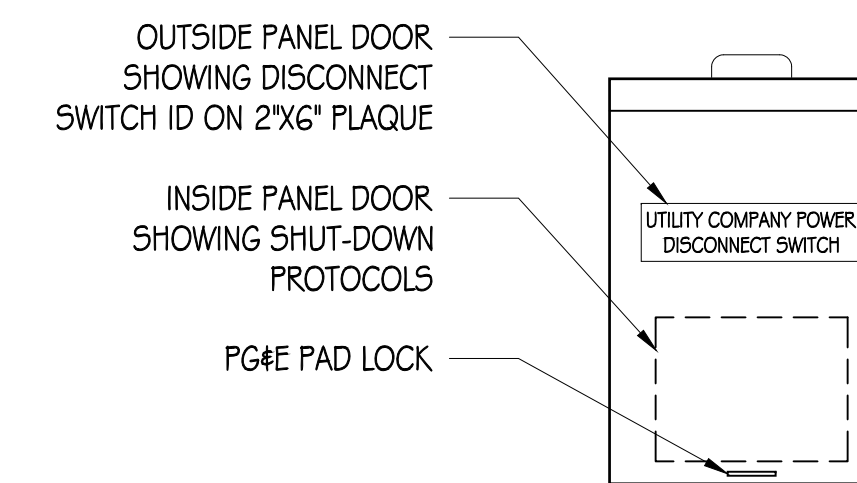 OUTSIDE PANEL DOOR
SHOWING DISCONNECT
SWITCH ID ON 2"X6" PLAQUE
INSIDE PANEL DOOR
SHOWING SHUT-DOWN
PROTOCOLS
PG&E PAD LOCK
UTILITY COMPANY POWER
DISCONNECT SWITCH